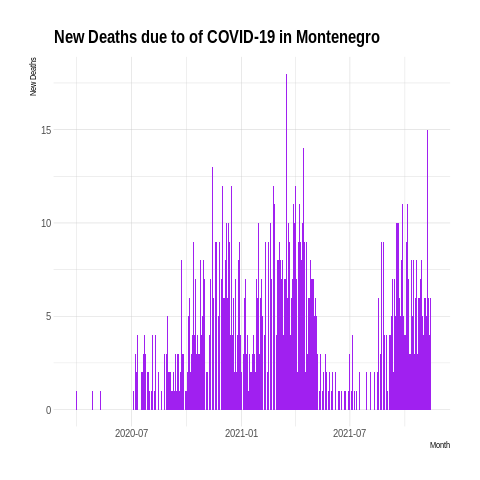 New Deaths due to of COVID-19 in Montenegro
New Deaths
15
10
5
0
2020-07 2021-01 2021-07
Month